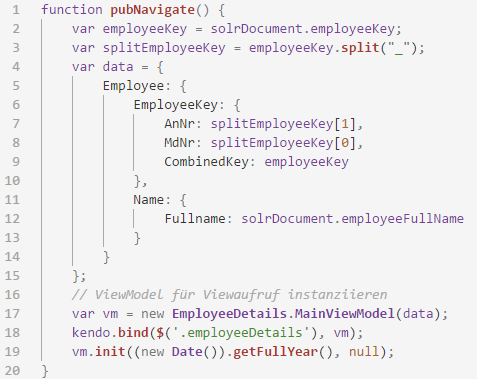 1 function pubNavigate() {
2     var employeeKey = solrDocument.employeeKey;
3     var splitEmployeeKey = employeeKey.split("_");
4     var data = {
5         Employee: {
6             EmployeeKey: {
7                 AnNr: splitEmployeeKey[1],
8                 MdNr: splitEmployeeKey[0],
9                 CombinedKey: employeeKey
10             },
11             Name: {
12                 Fullname: solrDocument.employeeFullName
13             }
14         }
15     };
16     // ViewModel für Viewaufruf instanziieren
17     var vm = new EmployeeDetails.MainViewModel(data);
18     kendo.bind($('.employeeDetails'), vm);
19     vm.init((new Date()).getFullYear(), null);
20 }